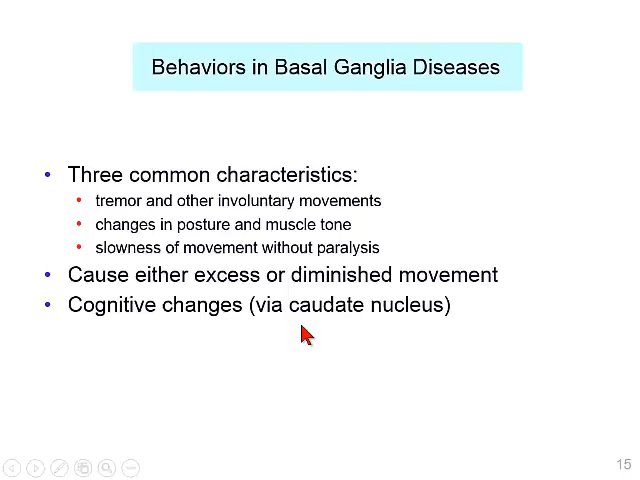 Behaviors in Basal Ganglia Diseases
• Three common characteristics:
• tremor and other involuntary movements
• changes in posture and muscle tone
• slowness of movement without paralysis
• Cause either excess or diminished movement
• Cognitive changes (via caudate nucleus)
15